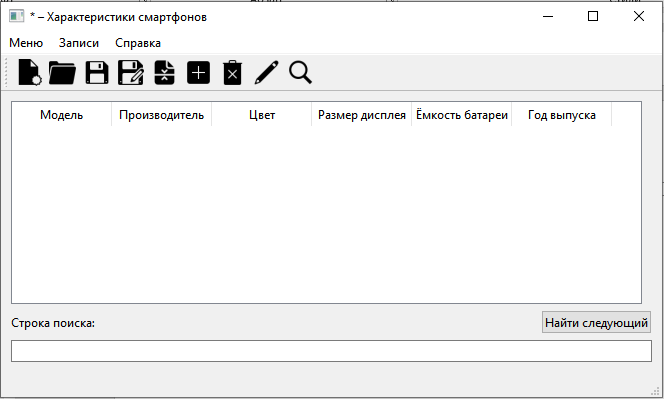 * – Характеристики смартфонов
Меню Записи Справка
Модель Производитель Цвет Размер дисплея Ёмкость батареи Год выпуска
Строка поиска: Найти следующий